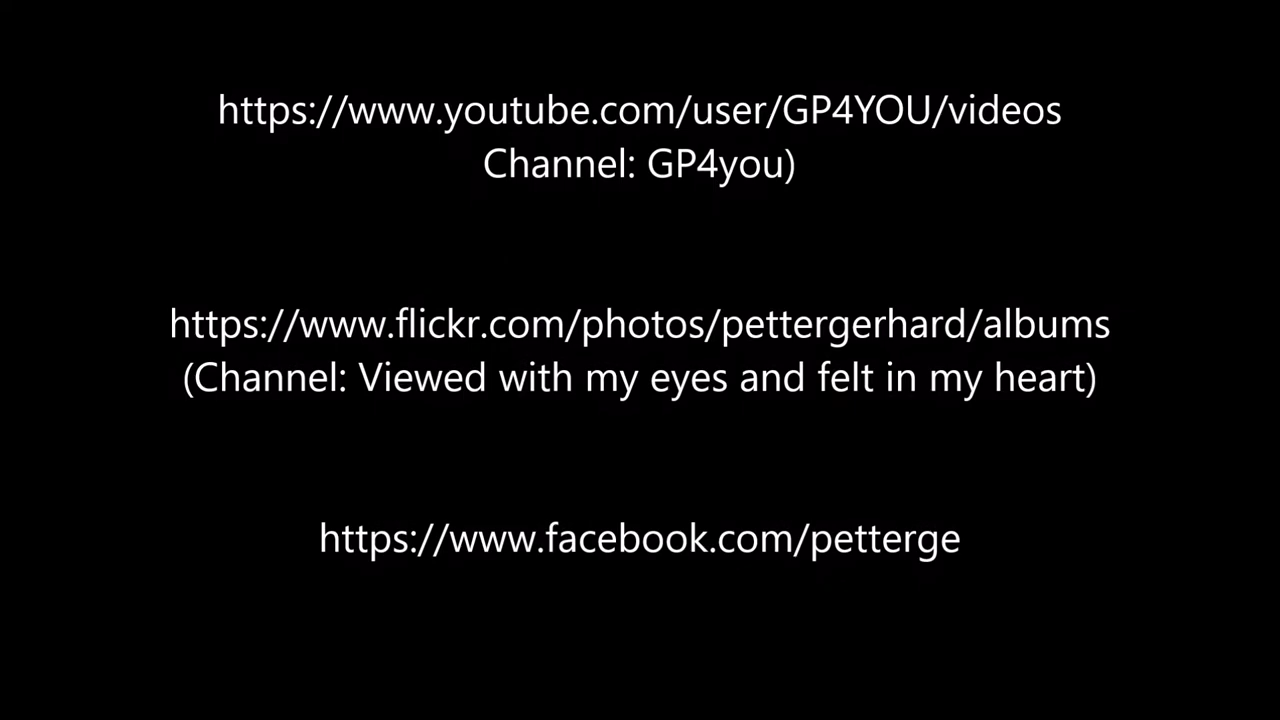 https://www.youtube.com/user/GP4YOU/videos
Channel: GP4you)
https://www.flickr.com/photos/pettergerhard/albums
(Channel: Viewed with my eyes and felt in my heart)
https://www.facebook.com/petterge